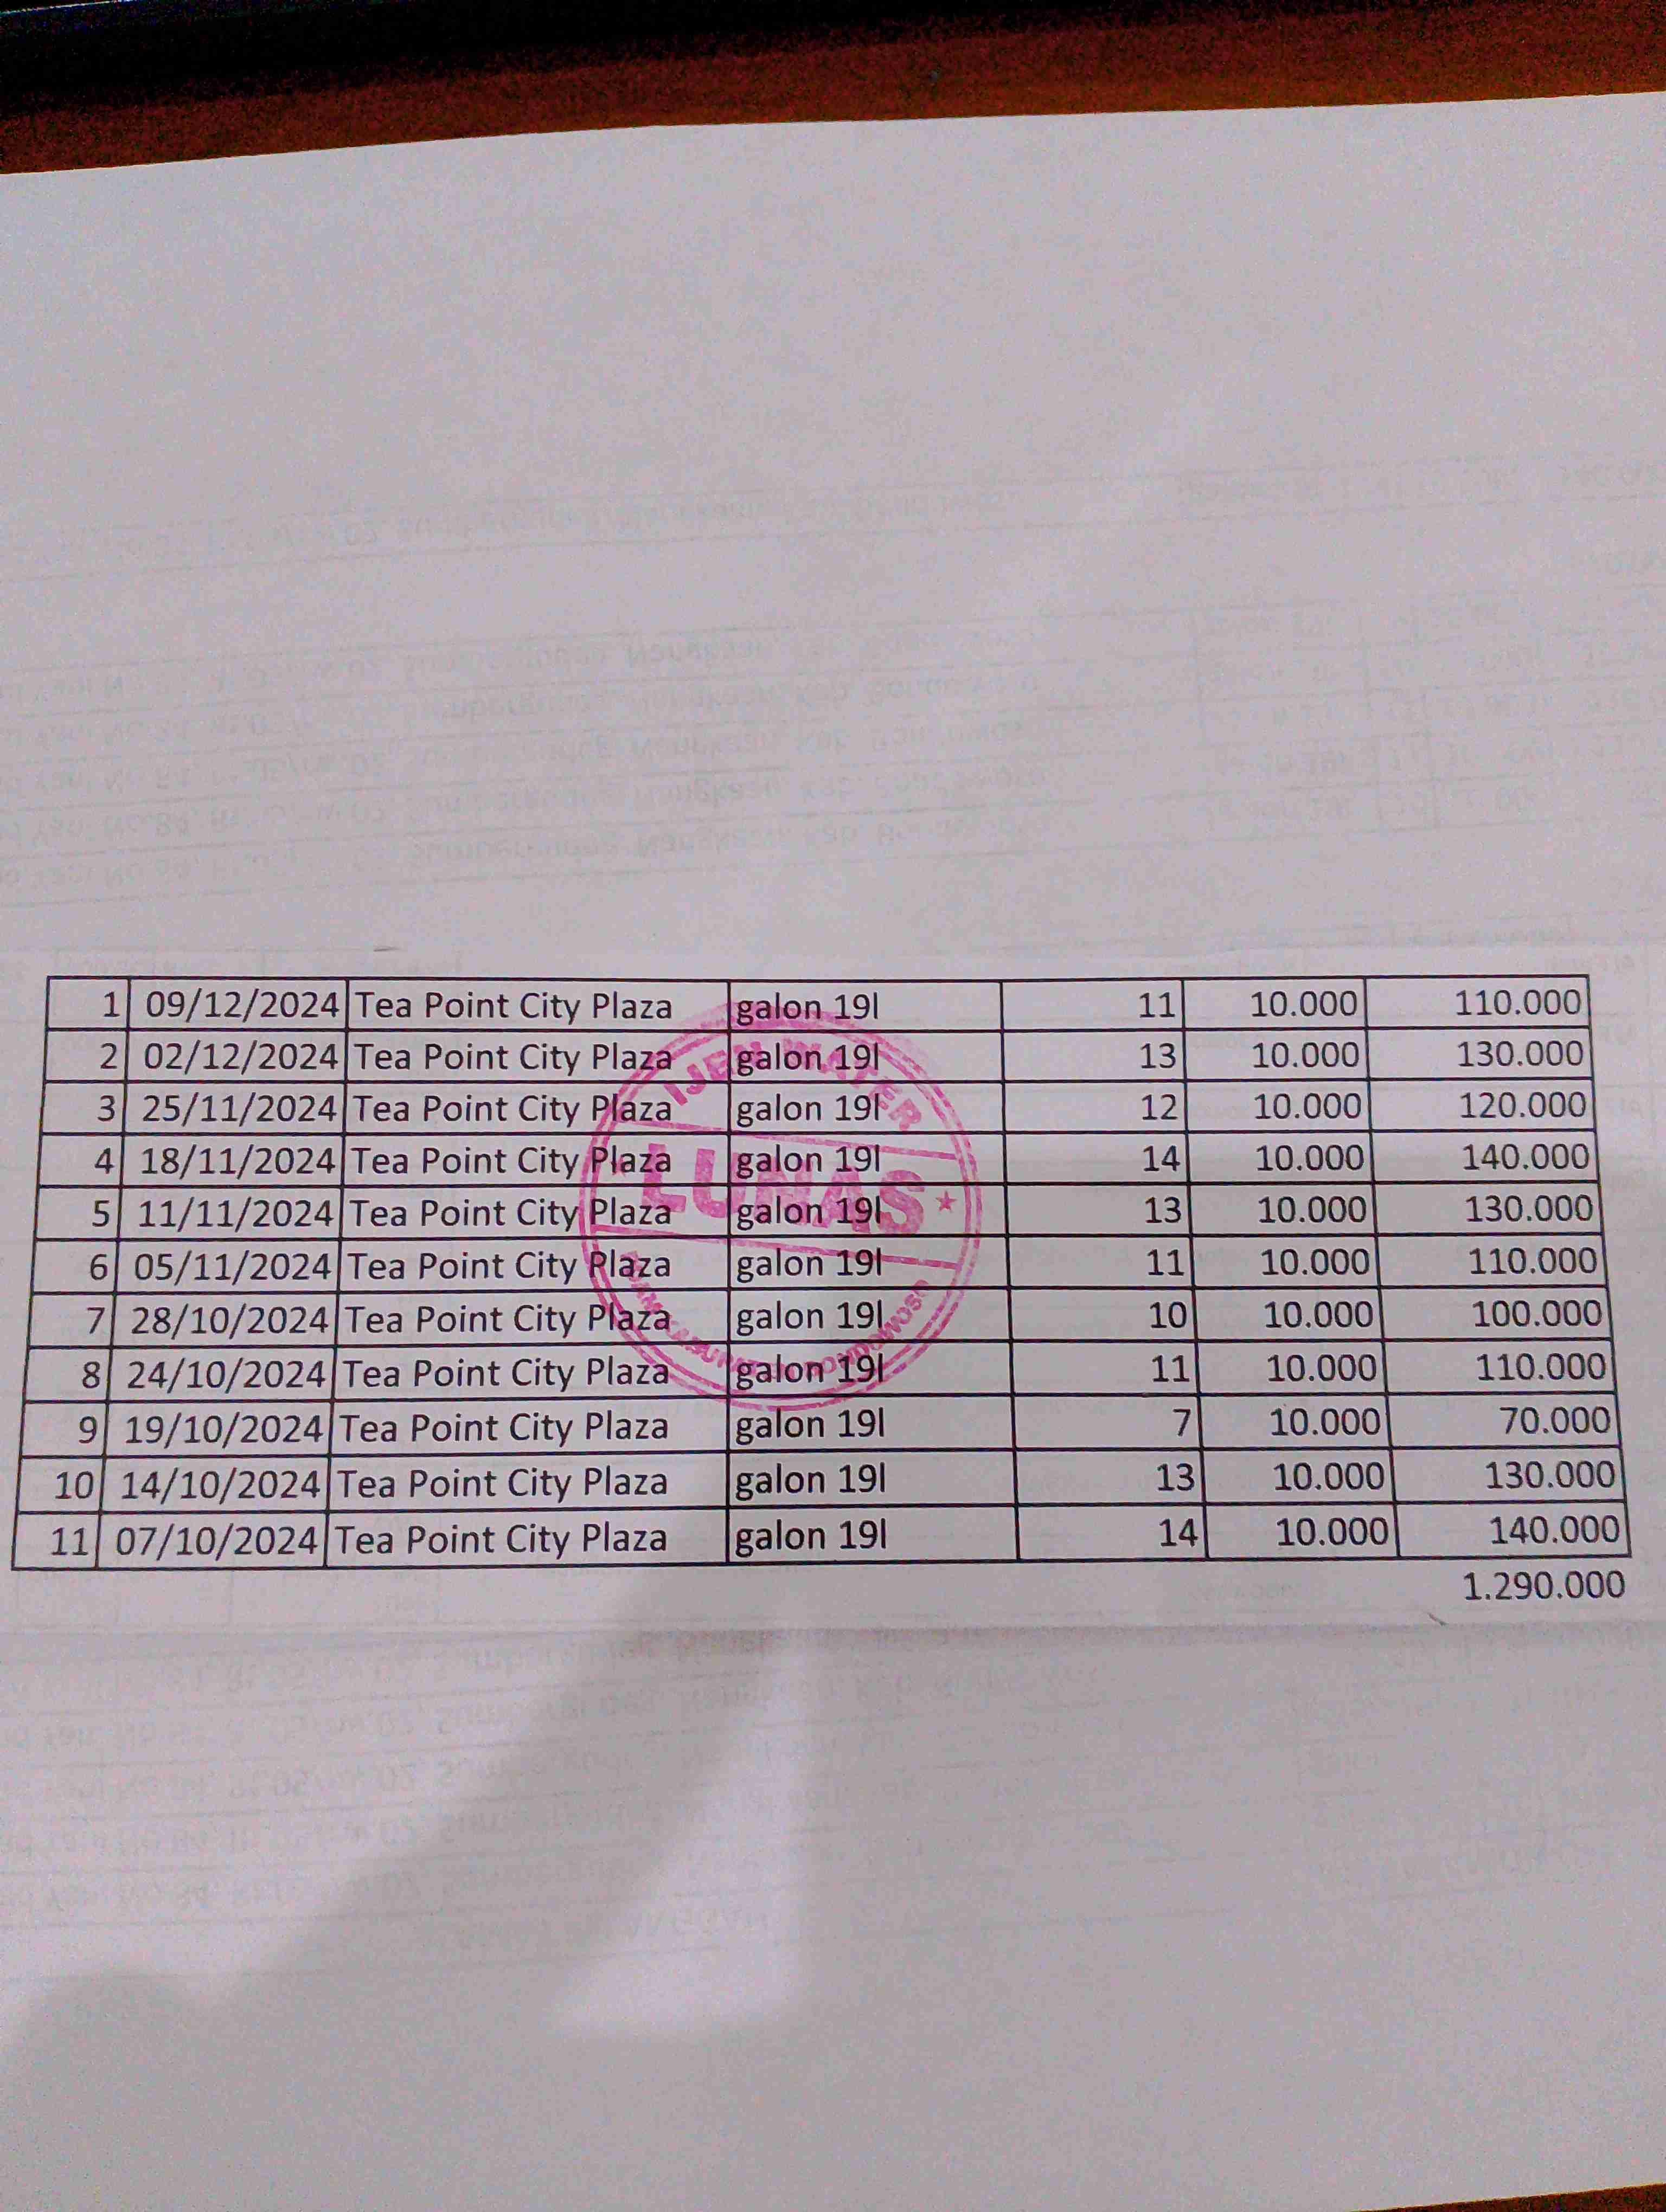 1 09/12/2024 Tea Point City Plaza galon 19l 11 10.000 110.000
2 02/12/2024 Tea Point City Plaza galon 19l 13 10.000 130.000
3 25/11/2024 Tea Point City Plaza galon 19l 12 10.000 120.000
4 18/11/2024 Tea Point City Plaza galon 19l 14 10.000 140.000
5 11/11/2024 Tea Point City Plaza galon 19l 13 10.000 130.000
6 05/11/2024 Tea Point City Plaza galon 19l 11 10.000 110.000
7 28/10/2024 Tea Point City Plaza galon 19l 10 10.000 100.000
8 24/10/2024 Tea Point City Plaza galon 19l 11 10.000 110.000
9 19/10/2024 Tea Point City Plaza galon 19l 7 10.000 70.000
10 14/10/2024 Tea Point City Plaza galon 19l 13 10.000 130.000
11 07/10/2024 Tea Point City Plaza galon 19l 14 10.000 140.000
1.290.000
IJEN WATER
LUNAS
BONDOWOSO